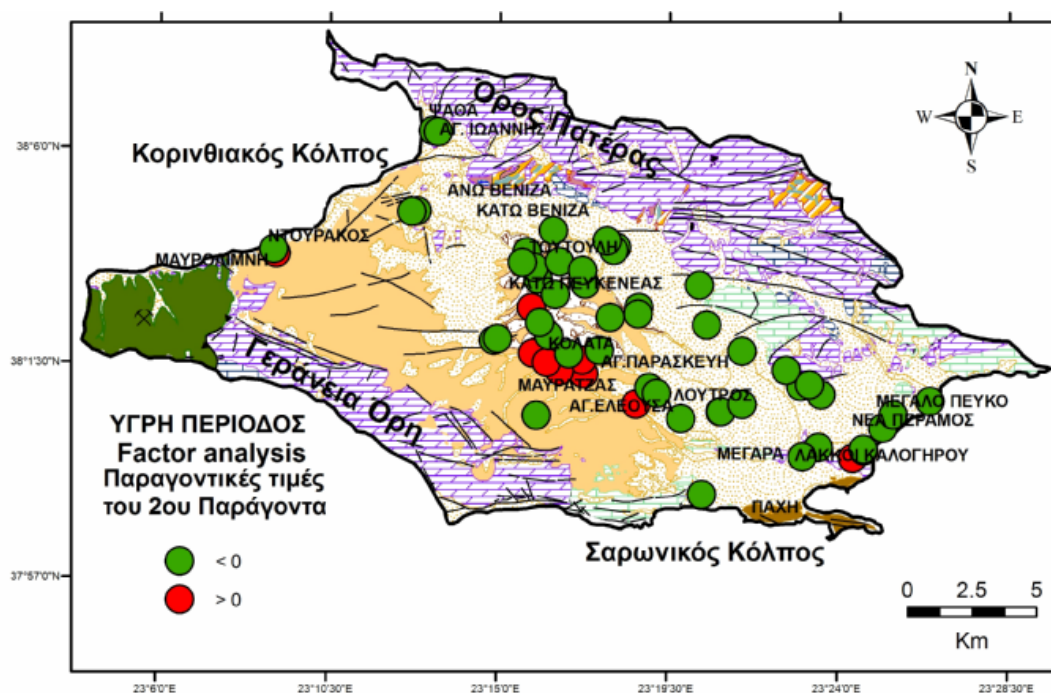 N
W E
S
Όρος Πατέρας
ΨΑΘΑ
ΑΓ. ΙΩΑΝΝΗΣ
38°6'0"N
Κορινθιακός Κόλπος
ΑΝΩ ΒΕΝΙΖΑ
ΚΑΤΩ ΒΕΝΙΖΑ
ΝΤΟΥΡΑΚΟΣ
ΤΟΥΤΟΥΛΗ
ΜΑΥΡΟΛΙΜΝΗ
ΚΑΤΩ ΠΕΥΚΕΝΕΑΣ
ΚΟΛΑΤΑ
38°1'30"N
ΑΓ.ΠΑΡΑΣΚΕΥΗ
Γεράνεια Όρη
ΜΑΥΡΑΤΖΑΣ
ΛΟΥΤΡΟΣ
ΑΓ.ΕΛΕΟΥΣΑ
ΜΕΓΑΛΟ ΠΕΥΚΟ
ΝΕΑ ΠΕΡΑΜΟΣ
ΜΕΓΑΡΑ
ΛΑΚΚΟΙ ΚΑΛΟΓΗΡΟΥ
ΠΑΧΗ
ΥΓΡΗ ΠΕΡΙΟΔΟΣ
Factor analysis
Παραγοντικές τιμές
του 2ου Παράγοντα
< 0
> 0
Σαρωνικός Κόλπος
37°57'0"N
0 2.5 5
Km
23°6'0"E 23°10'30"E 23°15'0"E 23°19'30"E 23°24'0"E 23°28'30"E